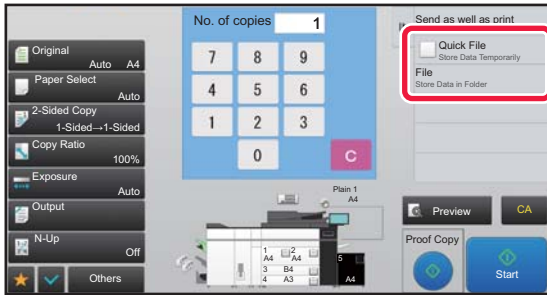 No. of copies 1
Send as well as print
Quick File
Store Data Temporarily
File
Store Data in Folder
Original
Auto A4
Paper Select
Auto
2-Sided Copy
1-Sided→1-Sided
Copy Ratio
100%
Exposure
Auto
Output
N-Up
Off
Others
7 8 9
4 5 6
1 2 3
0 C
Plain 1
A4
1 A4 2 A4
3 B4
4 A3
5 A4
Preview
CA
Proof Copy
Start